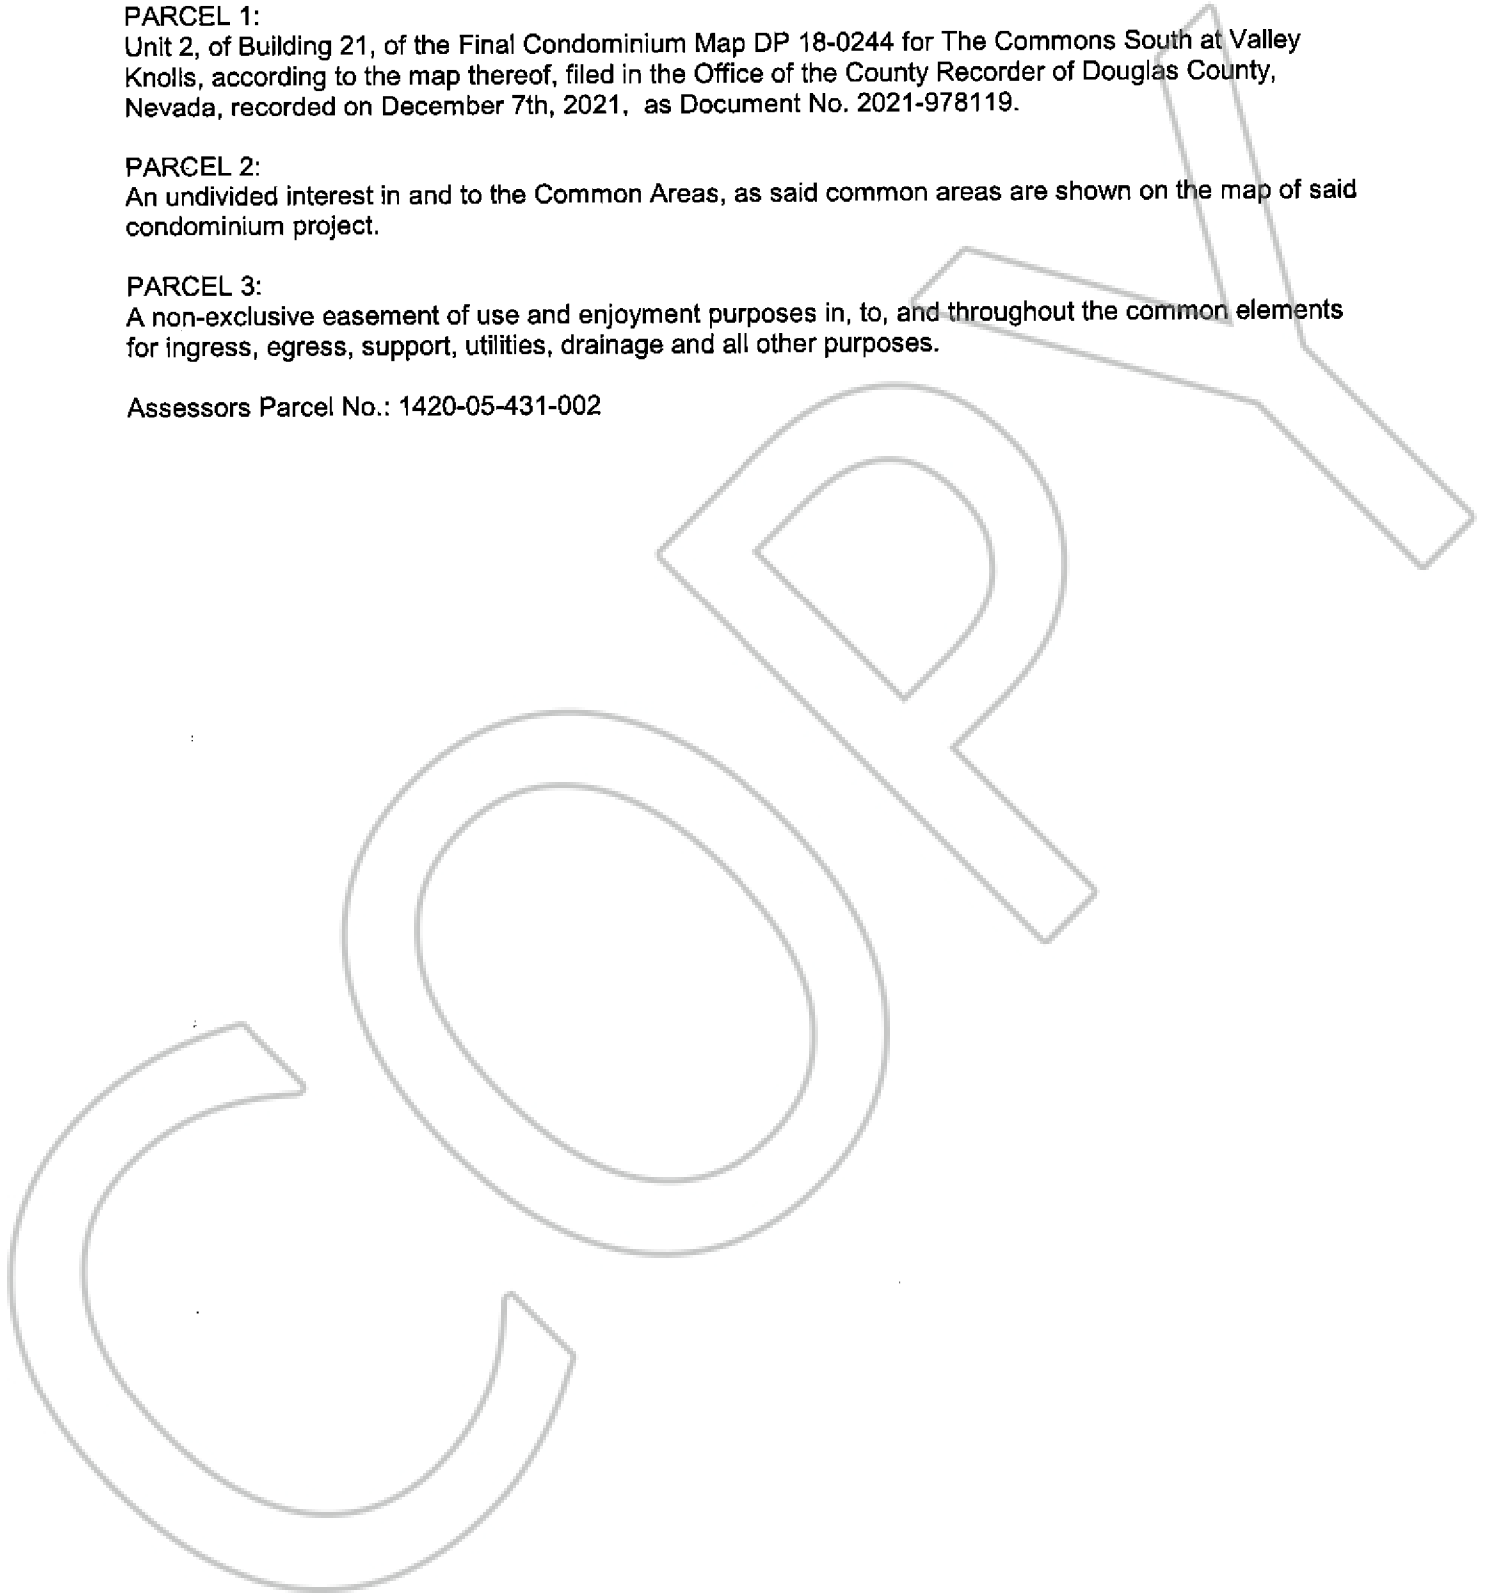 PARCEL 1:
Unit 2, of Building 21, of the Final Condominium Map DP 18-0244 for The Commons South at Valley
Knolls, according to the map thereof, filed in the Office of the County Recorder of Douglas County,
Nevada, recorded on December 7th, 2021, as Document No. 2021-978119.
PARCEL 2:
An undivided interest in and to the Common Areas, as said common areas are shown on the map of said
condominium project.
PARCEL 3:
A non-exclusive easement of use and enjoyment purposes in, to, and throughout the common elements
for ingress, egress, support, utilities, drainage and all other purposes.
Assessors Parcel No.: 1420-05-431-002
COPY